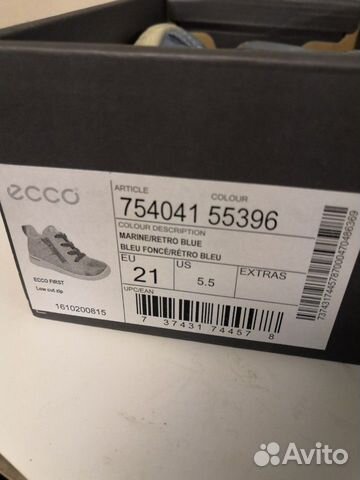 ecco
ARTICLE COLOUR
754041 55396
COLOUR DESCRIPTION
MARINE/RETRO BLUE
BLEU FONCÉ/RÉTRO BLEU
EU US EXTRAS
21 5.5
ECCO FIRST
Low cut zip
1610200815
UPC/EAN
7 37431 74457 8
Avito